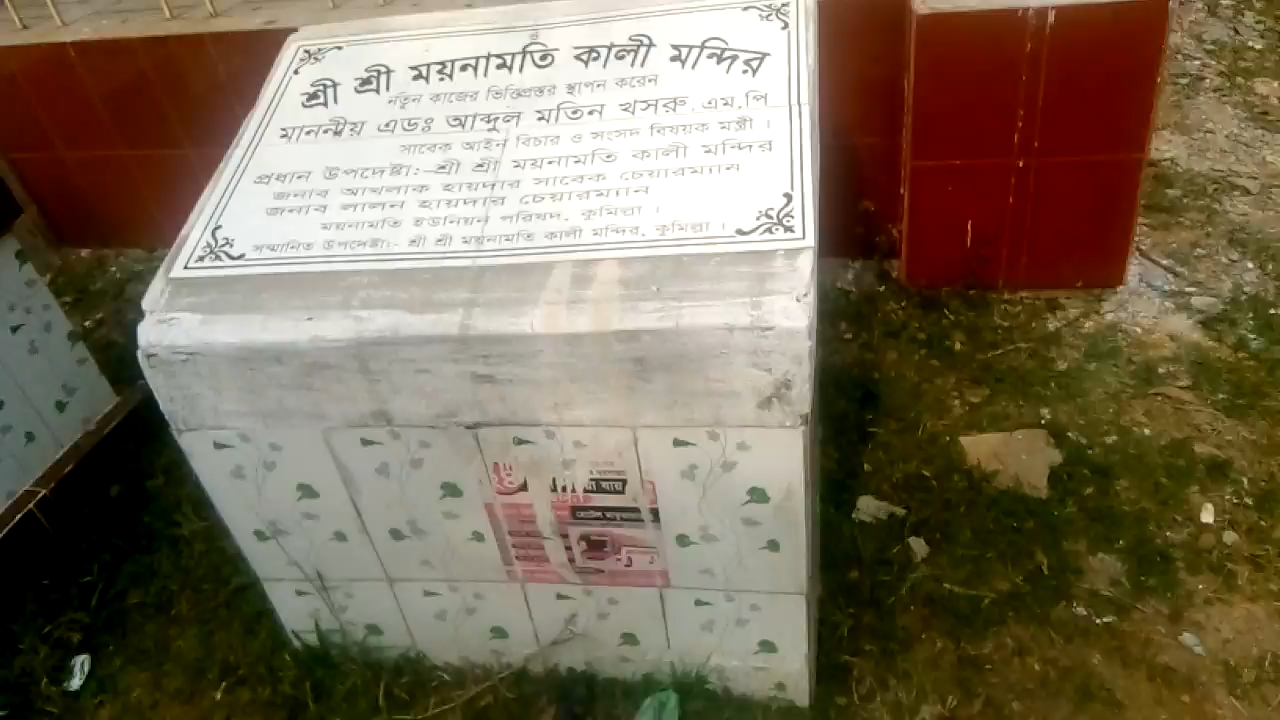 শ্রী শ্রী ময়নামতি কালী মন্দির
নতুন কাজের ভিত্তিপ্রস্তর স্থাপন করেন
মাননীয় এডঃ আব্দুল মতিন খসরু, এম.পি
সাবেক আইন বিচার ও সংসদ বিষয়ক মন্ত্রী ।
প্রধান উপদেষ্টা:-শ্রী শ্রী ময়নামতি কালী মন্দির
জনাব আখলাক হায়দার সাবেক চেয়ারম্যান
জনাব লালন হায়দার চেয়ারম্যান
ময়নামতি ইউনিয়ন পরিষদ, কুমিল্লা ।
সম্মানিত উপদেষ্টা:- শ্রী শ্রী ময়নামতি কালী মন্দির, কুমিল্লা ।